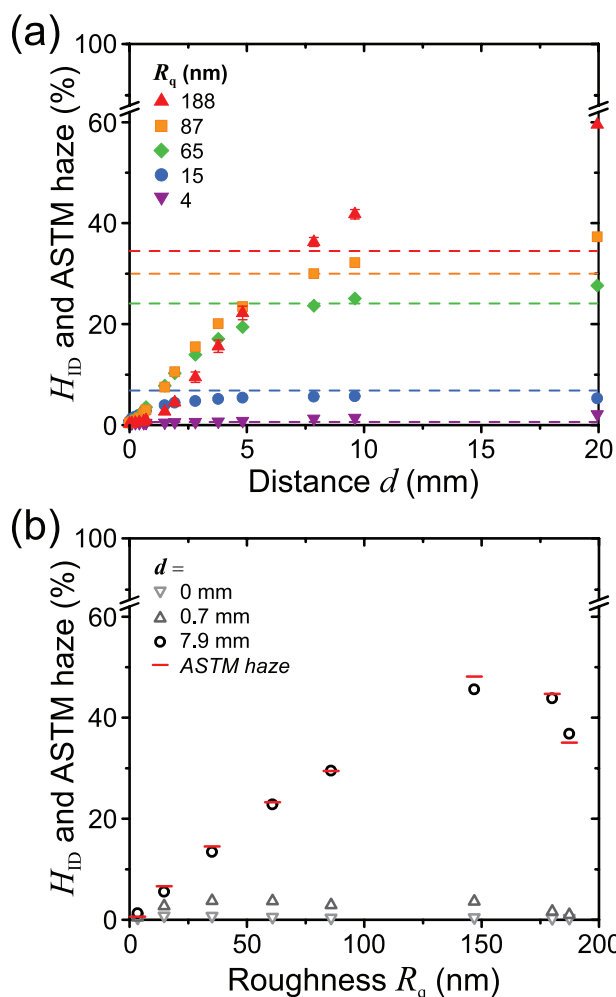 (a)
100
60
40
20
0
H_ID and ASTM haze (%)
R_q (nm)
188
87
65
15
4
0 5 10 15 20
Distance d (mm)
(b)
100
60
40
20
0
H_ID and ASTM haze (%)
d =
0 mm
0.7 mm
7.9 mm
ASTM haze
0 50 100 150 200
Roughness R_q (nm)